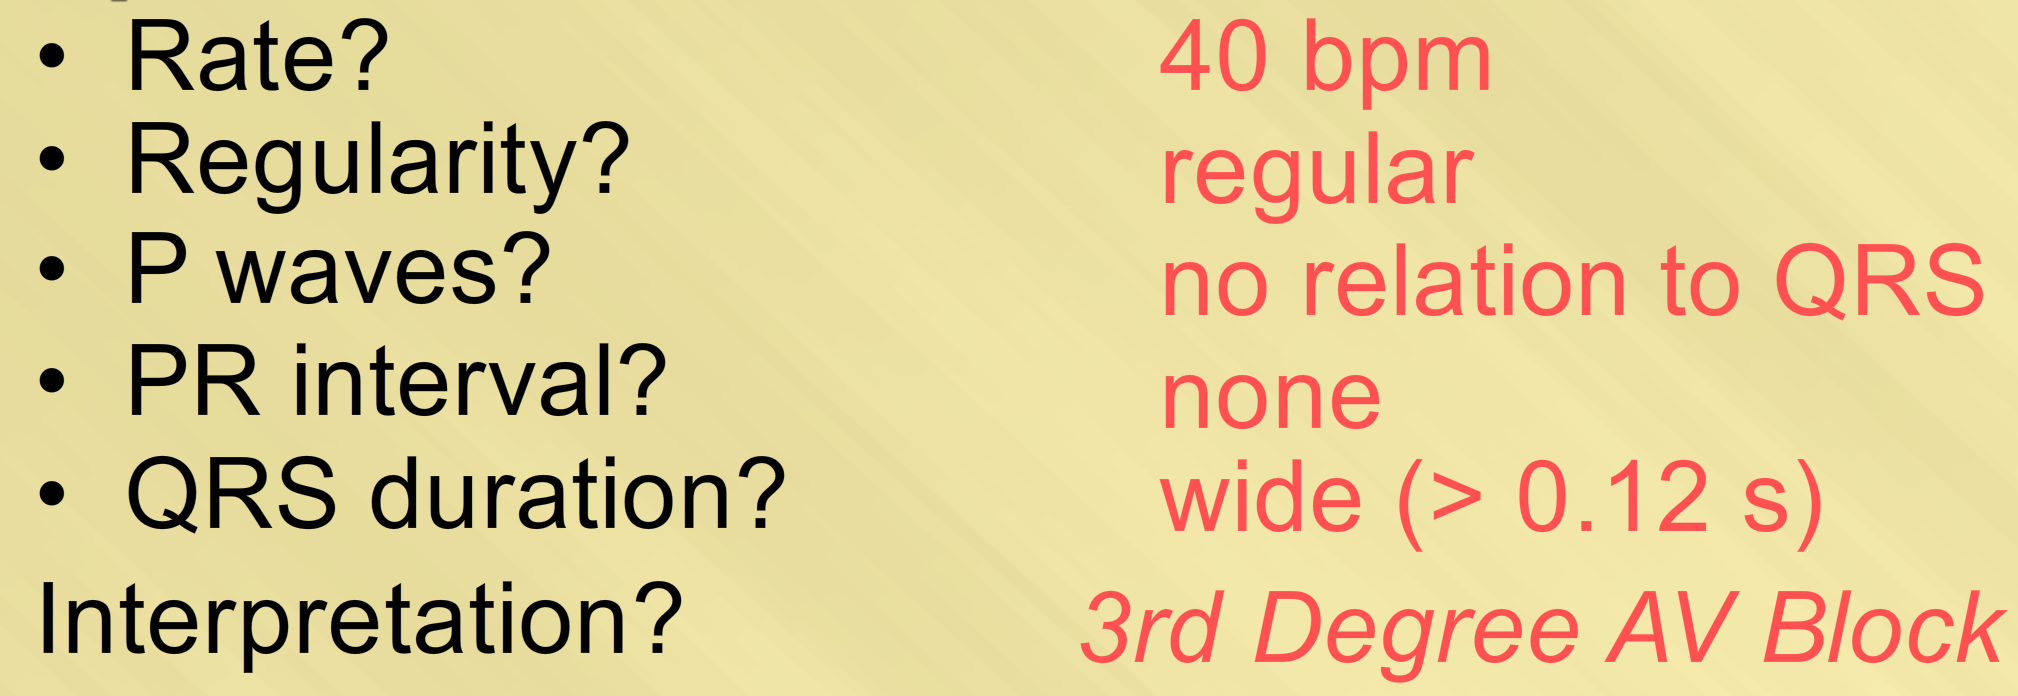 • Rate? 40 bpm
• Regularity? regular
• P waves? no relation to QRS
• PR interval? none
• QRS duration? wide (> 0.12 s)
Interpretation? 3rd Degree AV Block